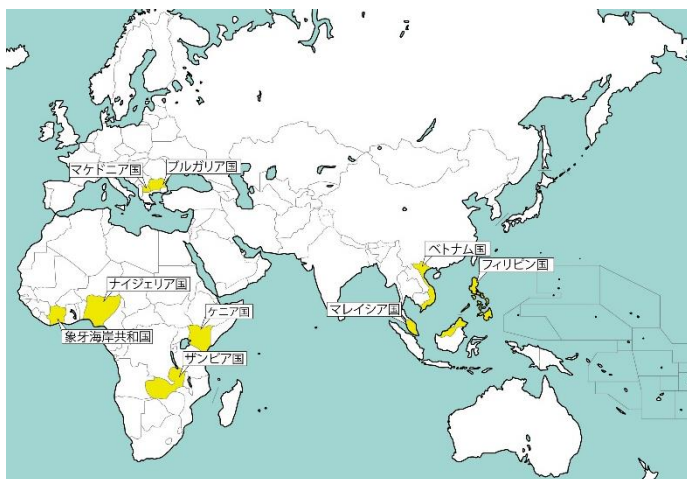 マケドニア国
ブルガリア国
ベトナム国
フィリピン国
ナイジェリア国
ケニア国
マレイシア国
象牙海岸共和国
ザンビア国